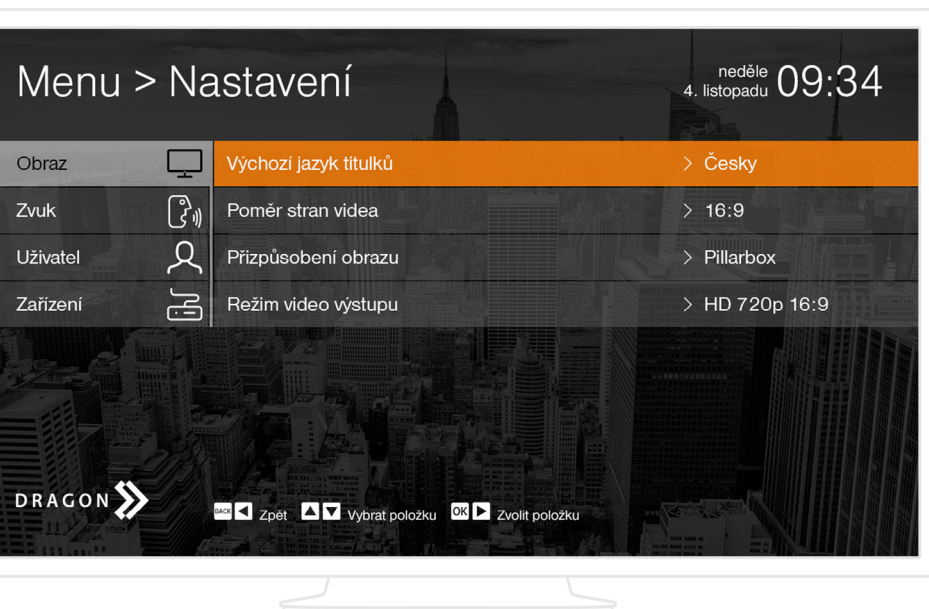 Menu > Nastavení
neděle
4. listopadu 09:34
Obraz
Výchozí jazyk titulků > Česky
Zvuk
Poměr stran videa > 16:9
Uživatel
Přizpůsobení obrazu > Pillarbox
Zařízení
Režim video výstupu > HD 720p 16:9
DRAGON
BACK Zpět Vybrat položku OK Zvolit položku